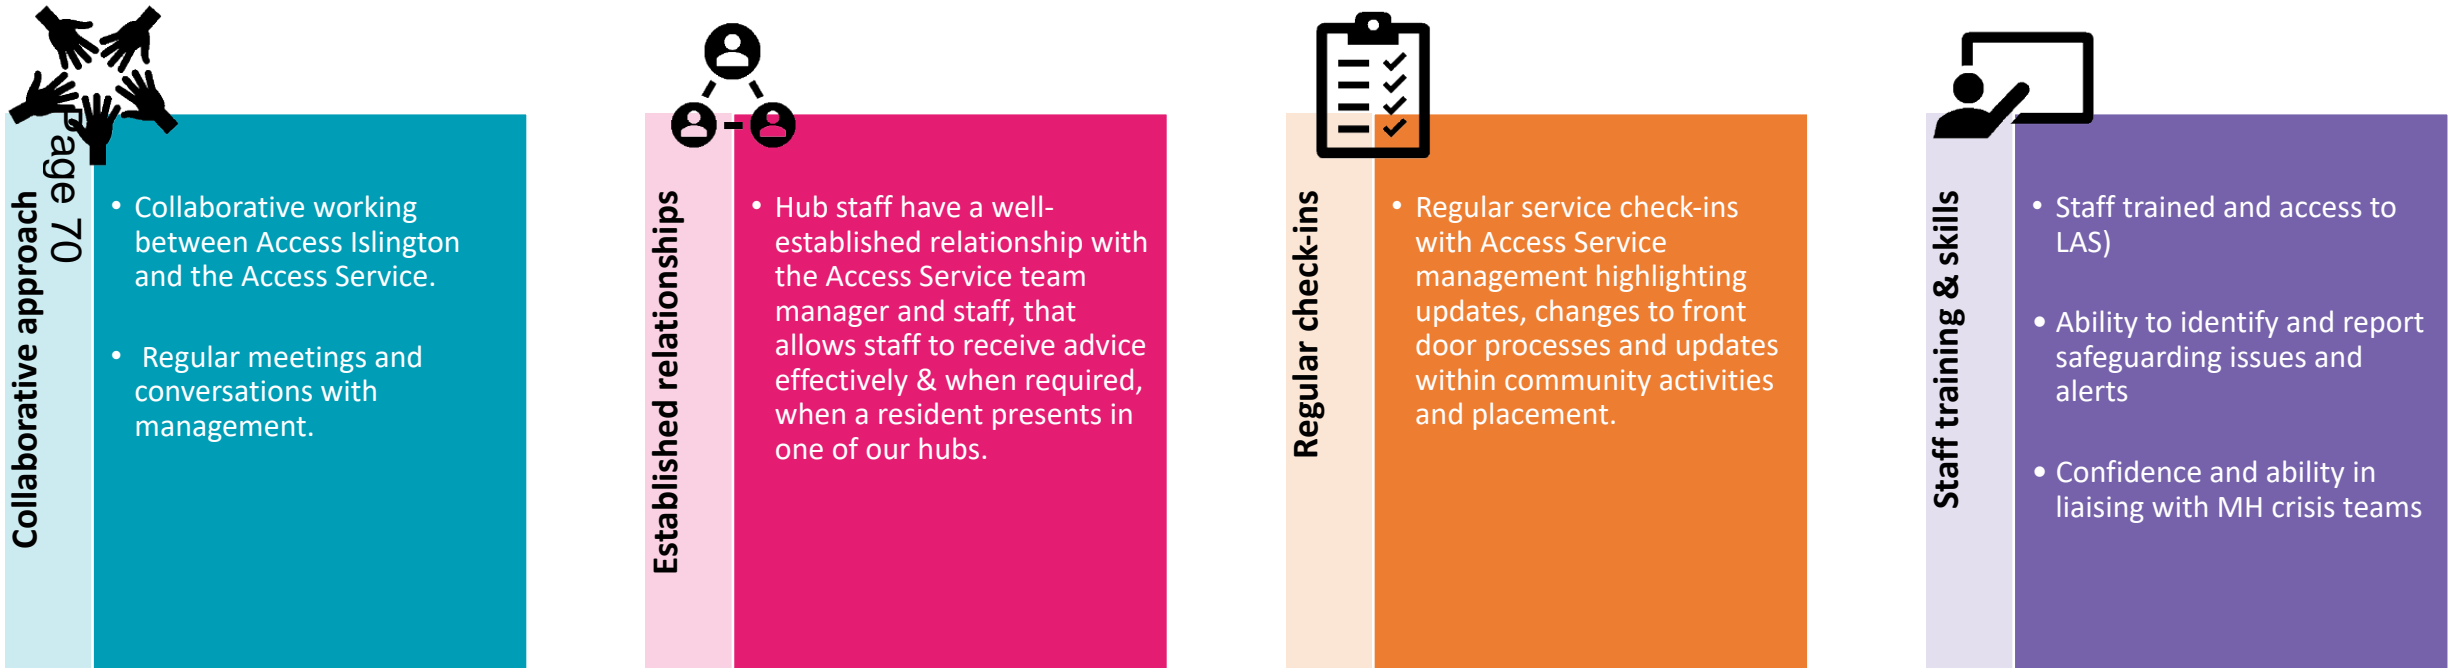 Page 70
Collaborative approach
• Collaborative working
between Access Islington
and the Access Service.
• Regular meetings and
conversations with
management.
Established relationships
• Hub staff have a well-
established relationship with
the Access Service team
manager and staff, that
allows staff to receive advice
effectively & when required,
when a resident presents in
one of our hubs.
Regular check-ins
• Regular service check-ins
with Access Service
management highlighting
updates, changes to front
door processes and updates
within community activities
and placement.
Staff training & skills
• Staff trained and access to
LAS)
• Ability to identify and report
safeguarding issues and
alerts
• Confidence and ability in
liaising with MH crisis teams